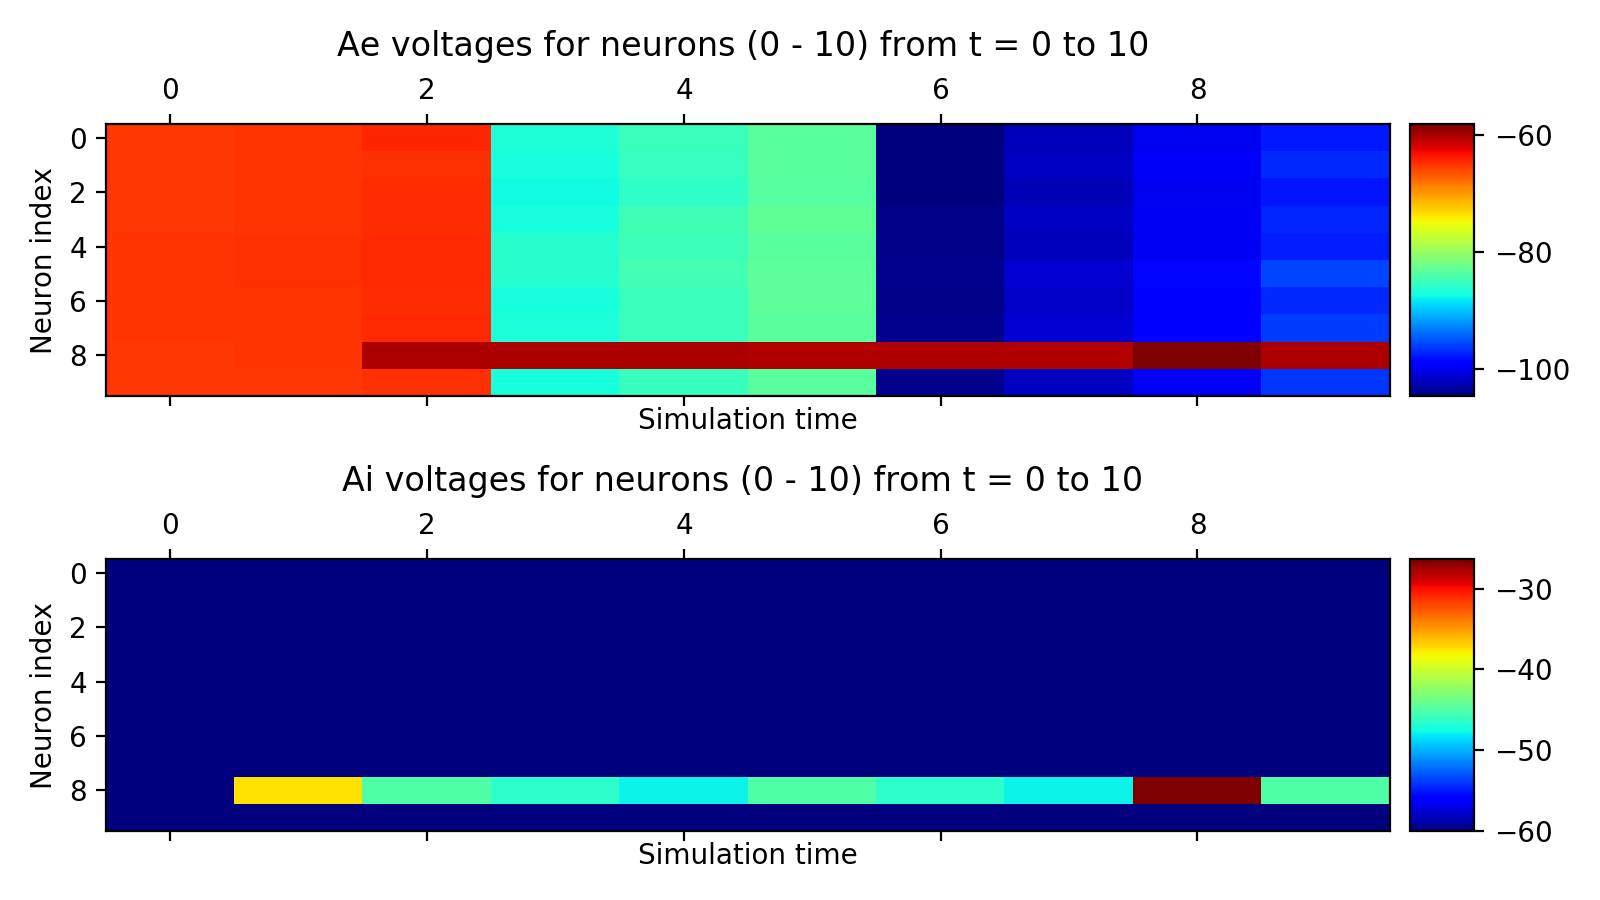 Ae voltages for neurons (0 - 10) from t = 0 to 10
0 2 4 6 8
Neuron index
0
2
4
6
8
−60
−80
−100
Simulation time
Ai voltages for neurons (0 - 10) from t = 0 to 10
0 2 4 6 8
Neuron index
0
2
4
6
8
−30
−40
−50
−60
Simulation time